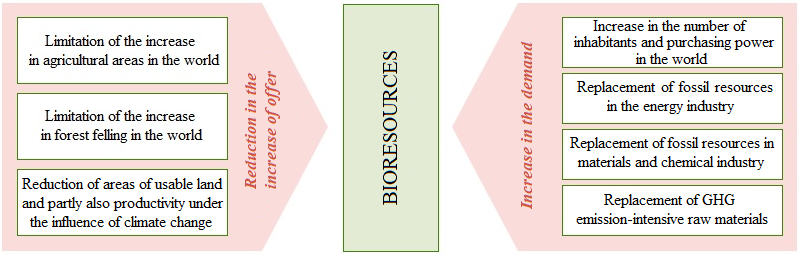 Limitation of the increase
in agricultural areas in the world
Limitation of the increase
in forest felling in the world
Reduction of areas of usable land
and partly also productivity under
the influence of climate change
Reduction in the
increase of offer
BIORESOURCES
Increase in the demand
Increase in the number of
inhabitants and purchasing power
in the world
Replacement of fossil resources
in the energy industry
Replacement of fossil resources in
materials and chemical industry
Replacement of GHG
emission-intensive raw materials